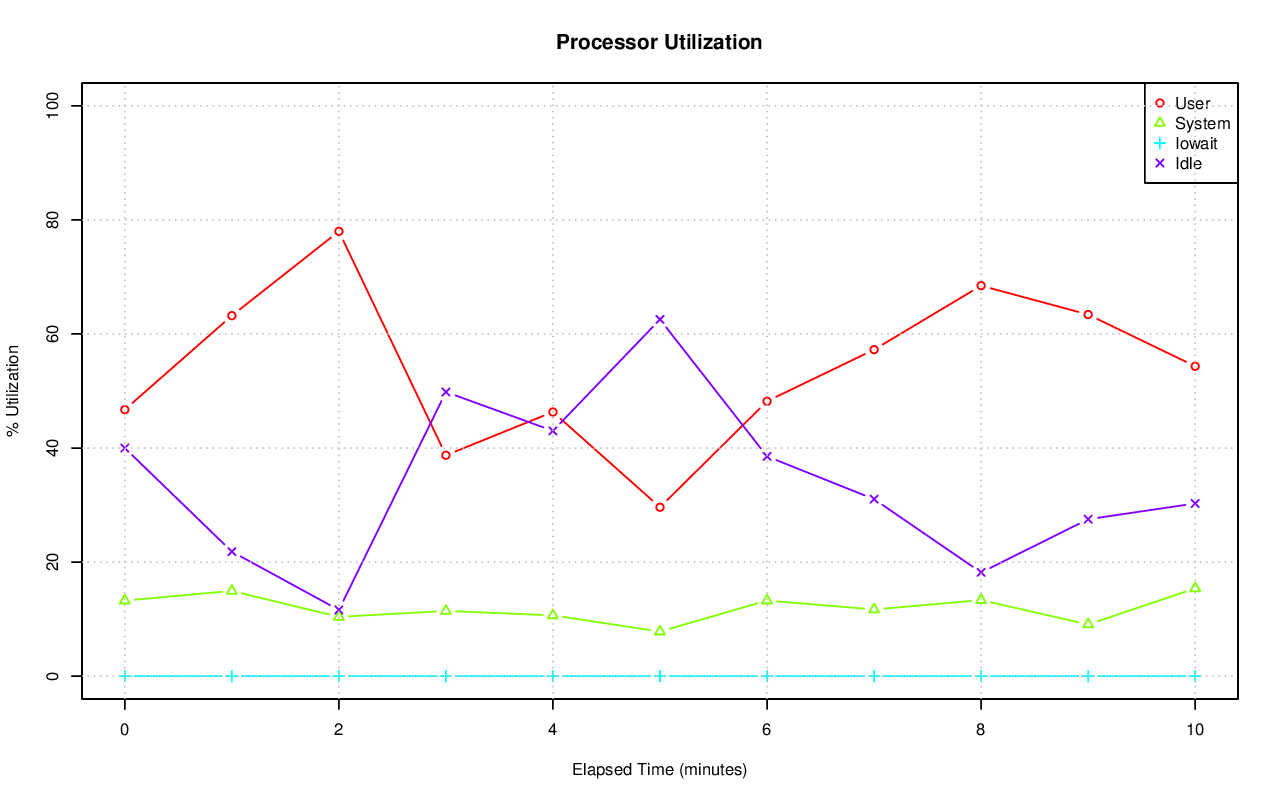 Processor Utilization
User
System
Iowait
Idle
% Utilization
100
80
60
40
20
0
0 2 4 6 8 10
Elapsed Time (minutes)